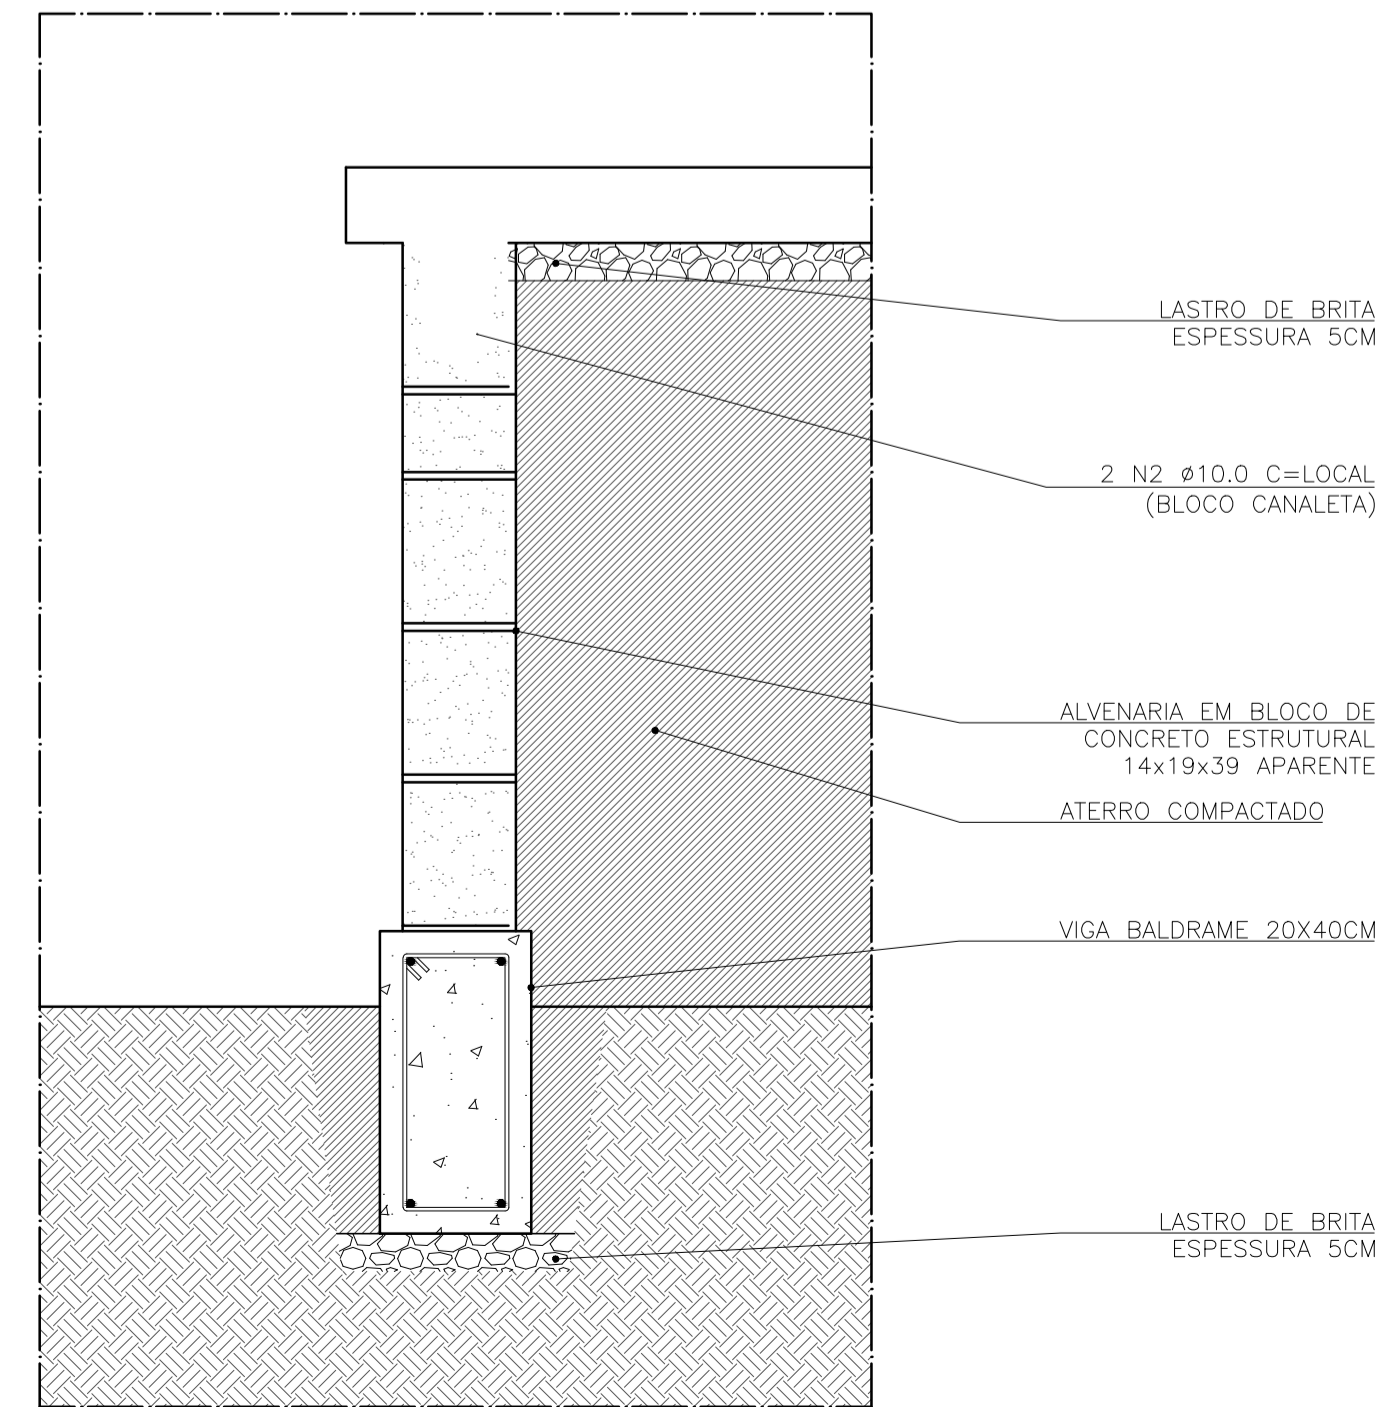 LASTRO DE BRITA
ESPESSURA 5CM
2 N2 ø10.0 C=LOCAL
(BLOCO CANALETA)
ALVENARIA EM BLOCO DE
CONCRETO ESTRUTURAL
14x19x39 APARENTE
ATERRO COMPACTADO
VIGA BALDRAME 20X40CM
LASTRO DE BRITA
ESPESSURA 5CM